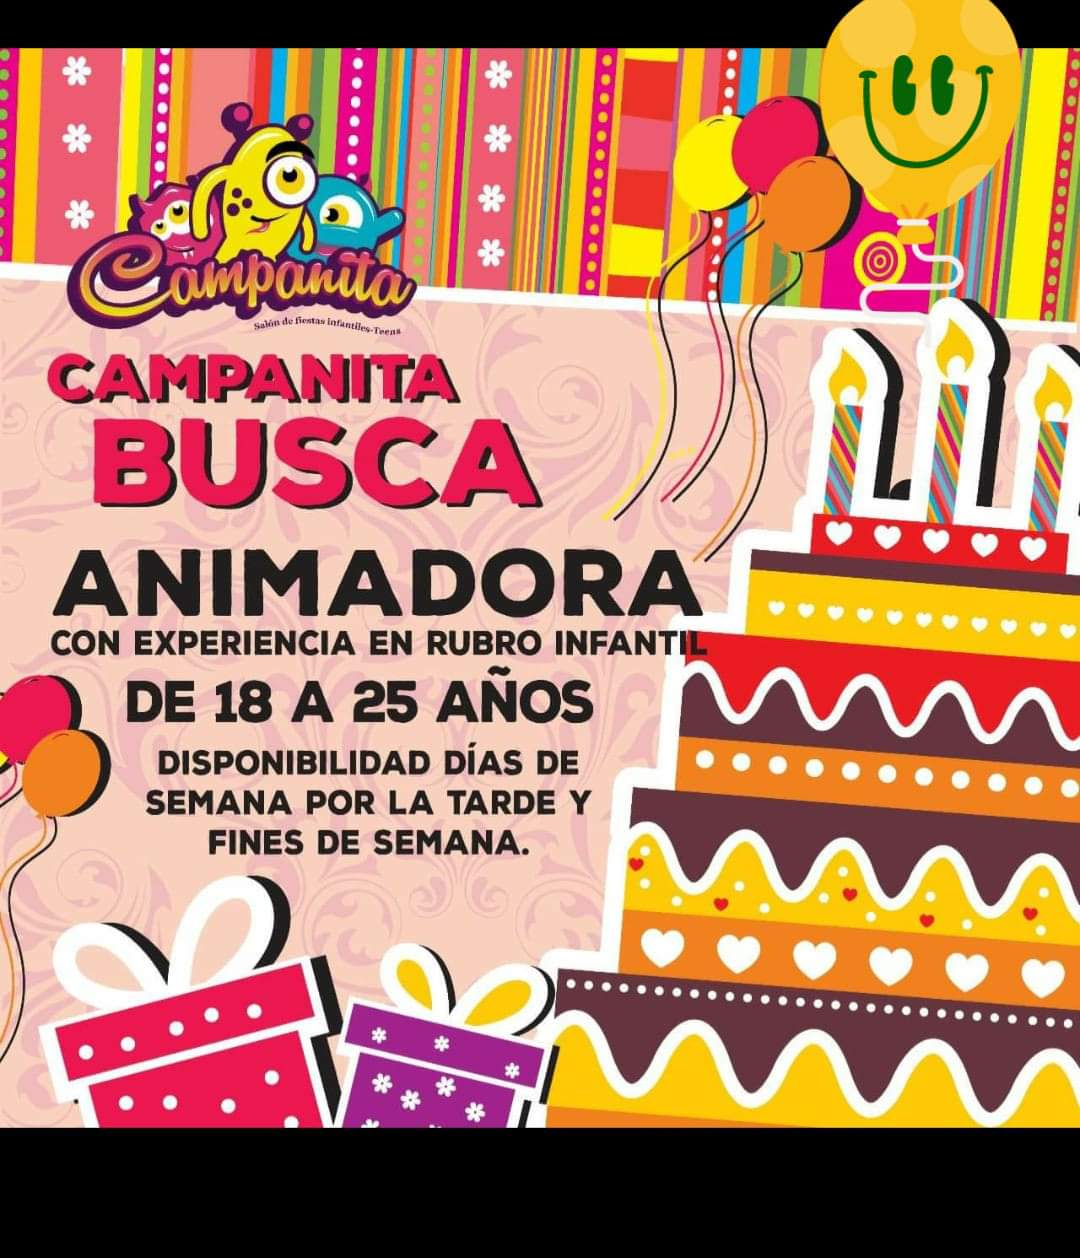 Campanita
Salón de fiestas infantiles-Teens
CAMPANITA
BUSCA
ANIMADORA
CON EXPERIENCIA EN RUBRO INFANTIL
DE 18 A 25 AÑOS
DISPONIBILIDAD DÍAS DE
SEMANA POR LA TARDE Y
FINES DE SEMANA.